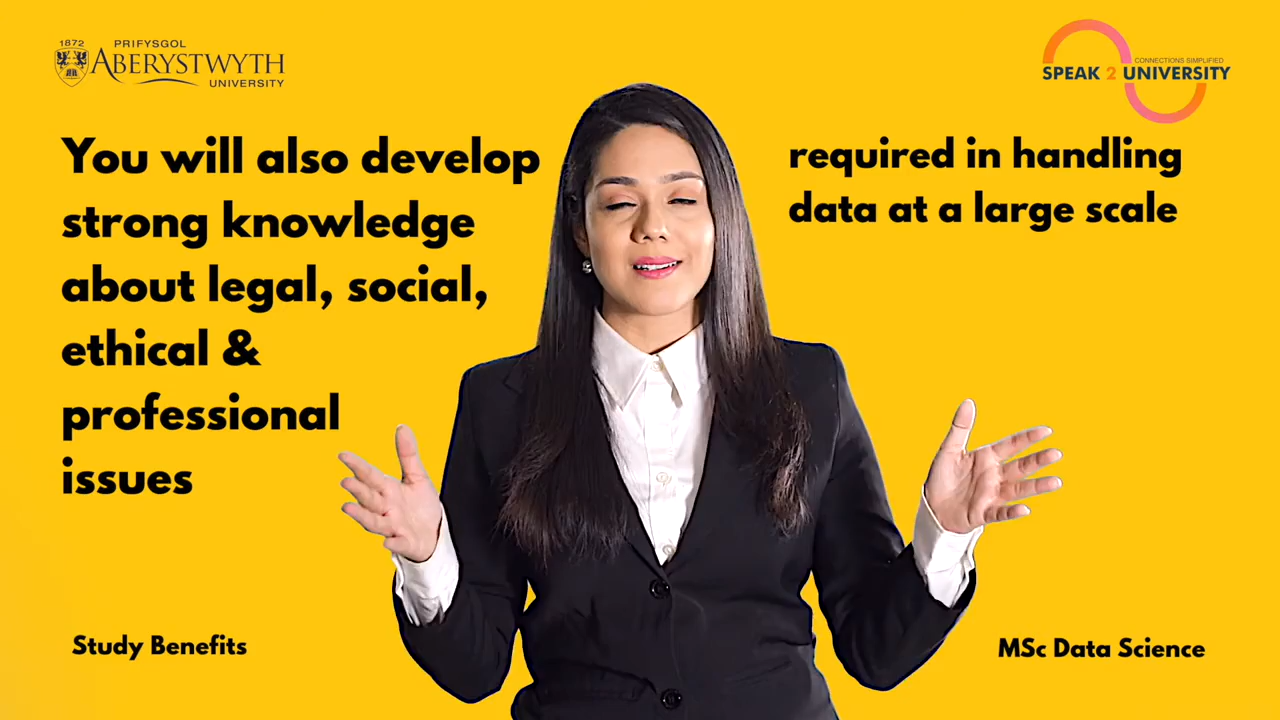 1872
PRIFYSGOL
ABERYSTWYTH
UNIVERSITY
CONNECTIONS SIMPLIFIED
SPEAK 2 UNIVERSITY
You will also develop
strong knowledge
about legal, social,
ethical &
professional
issues
required in handling
data at a large scale
Study Benefits
MSc Data Science